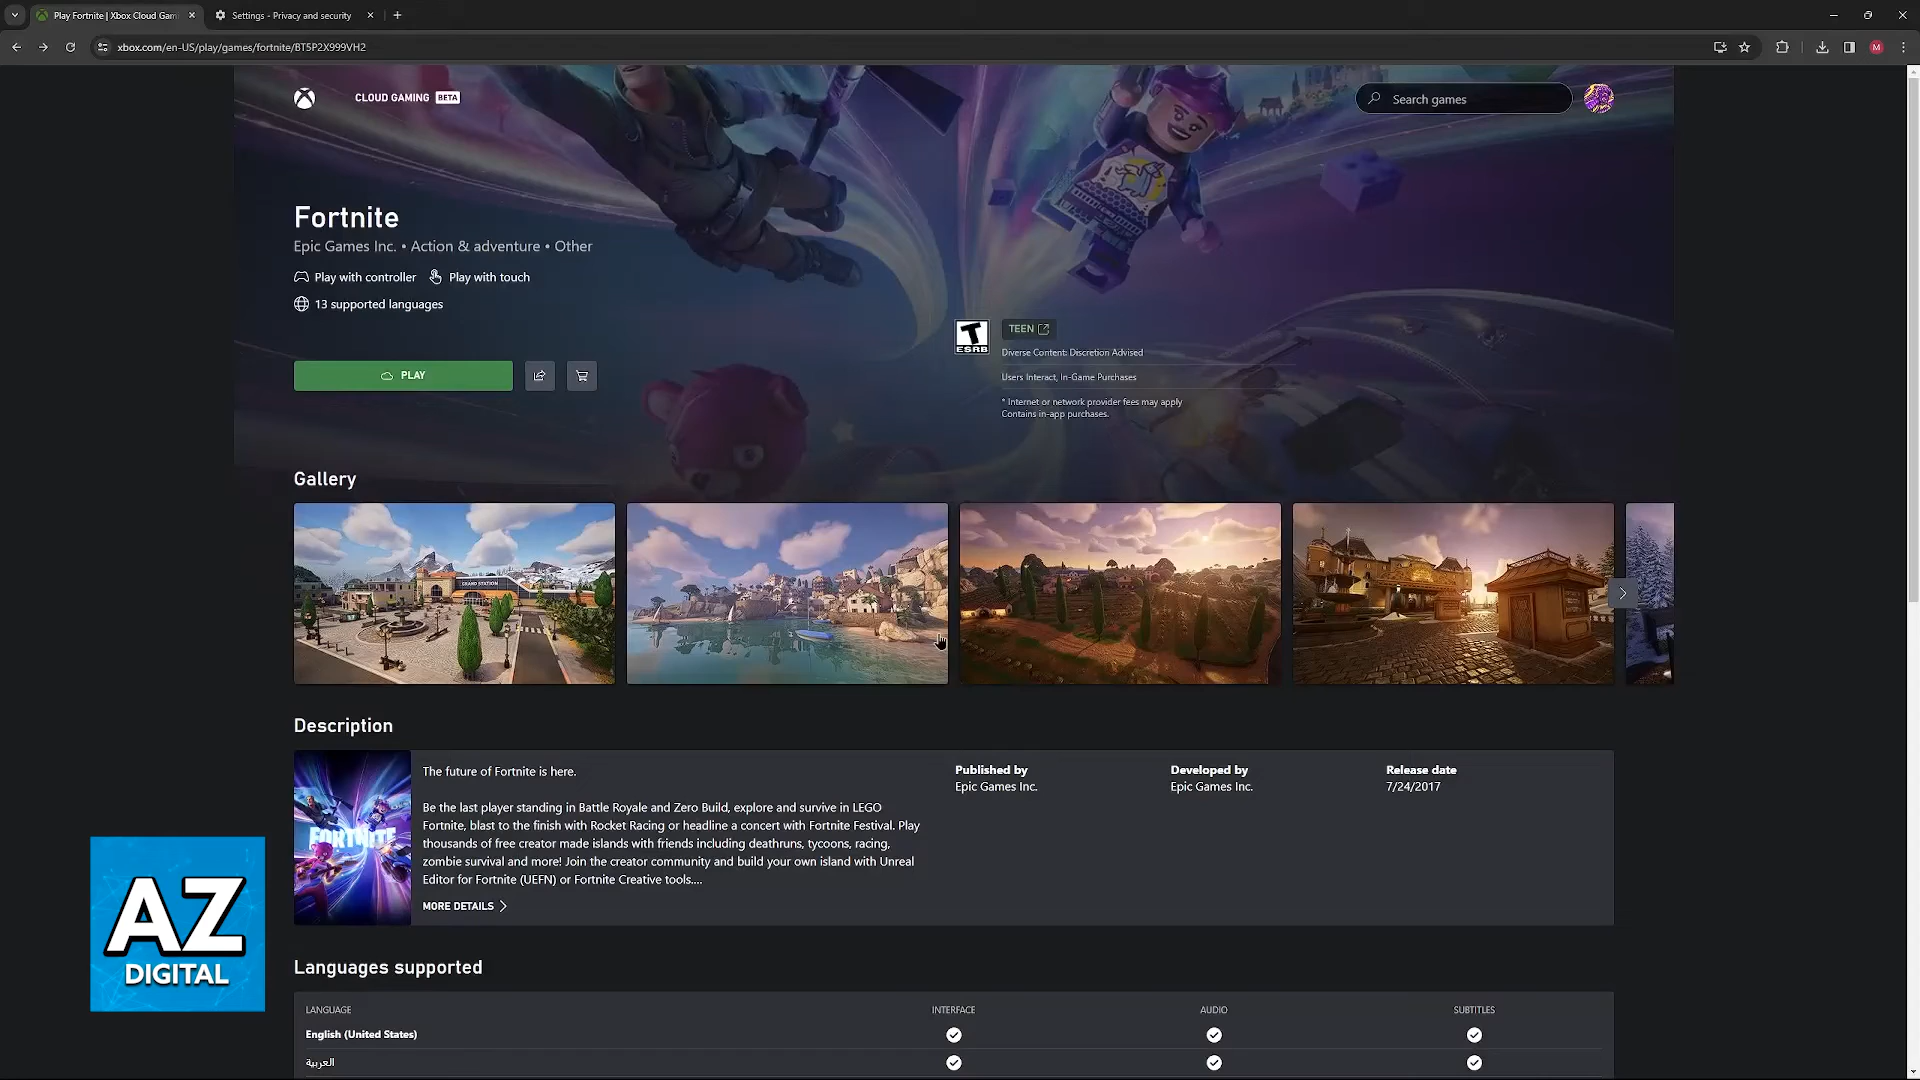 Play Fortnite | Xbox Cloud Gam
Settings - Privacy and security
xbox.com/en-US/play/games/fortnite/BT5P2X999VH2
M
CLOUD GAMING BETA
Search games
Fortnite
Epic Games Inc. • Action & adventure • Other
Play with controller Play with touch
13 supported languages
T
ESRB
TEEN
Diverse Content: Discretion Advised
Users Interact, In-Game Purchases
* Internet or network provider fees may apply
Contains in-app purchases.
PLAY
Gallery
GRAND STATION
Description
FORTNITE
The future of Fortnite is here.
Be the last player standing in Battle Royale and Zero Build, explore and survive in LEGO
Fortnite, blast to the finish with Rocket Racing or headline a concert with Fortnite Festival. Play
thousands of free creator made islands with friends including deathruns, tycoons, racing,
zombie survival and more! Join the creator community and build your own island with Unreal
Editor for Fortnite (UEFN) or Fortnite Creative tools....
MORE DETAILS
Published by
Epic Games Inc.
Developed by
Epic Games Inc.
Release date
7/24/2017
AZ
DIGITAL
Languages supported
LANGUAGE INTERFACE AUDIO SUBTITLES
English (United States)
العربية